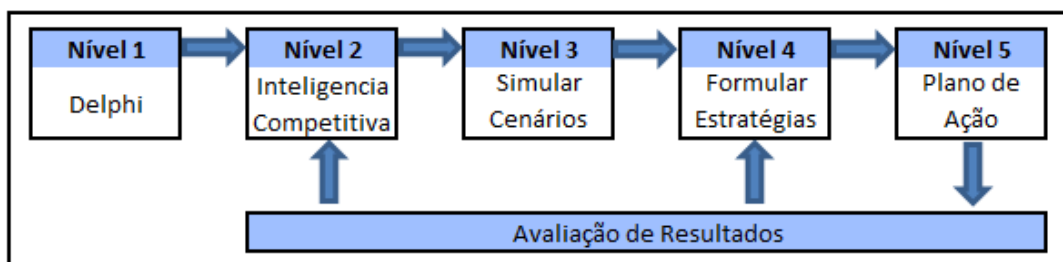 Nível 1
Delphi
Nível 2
Inteligencia
Competitiva
Nível 3
Simular
Cenários
Nível 4
Formular
Estratégias
Nível 5
Plano de
Ação
Avaliação de Resultados